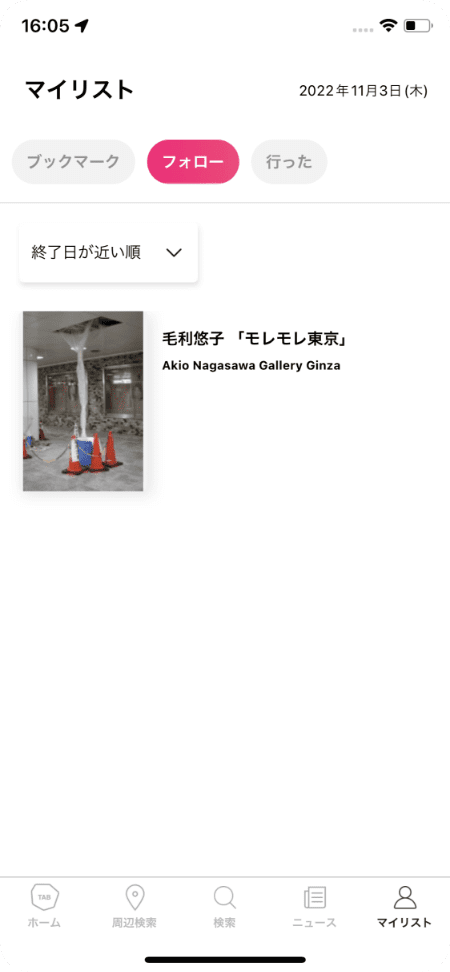 16:05
マイリスト
2022年11月3日(木)
ブックマーク
フォロー
行った
終了日が近い順
毛利悠子 「モレモレ東京」
Akio Nagasawa Gallery Ginza
TAB
ホーム
周辺検索
検索
ニュース
マイリスト